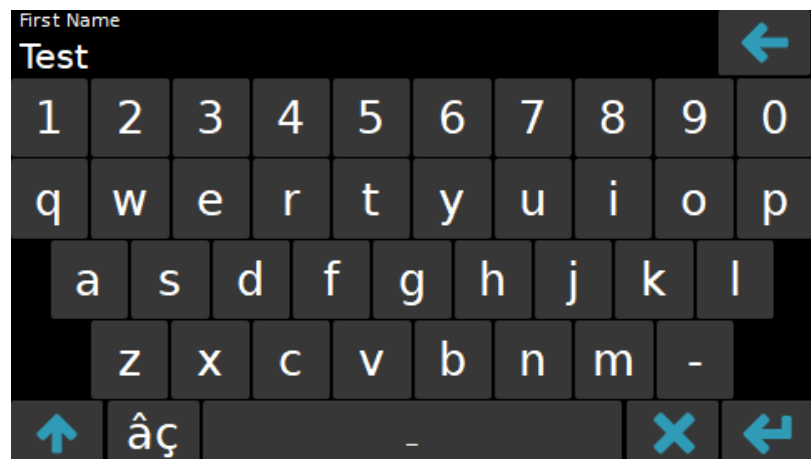 First Name
Test
1 2 3 4 5 6 7 8 9 0
q w e r t y u i o p
a s d f g h j k l
z x c v b n m -
âç _